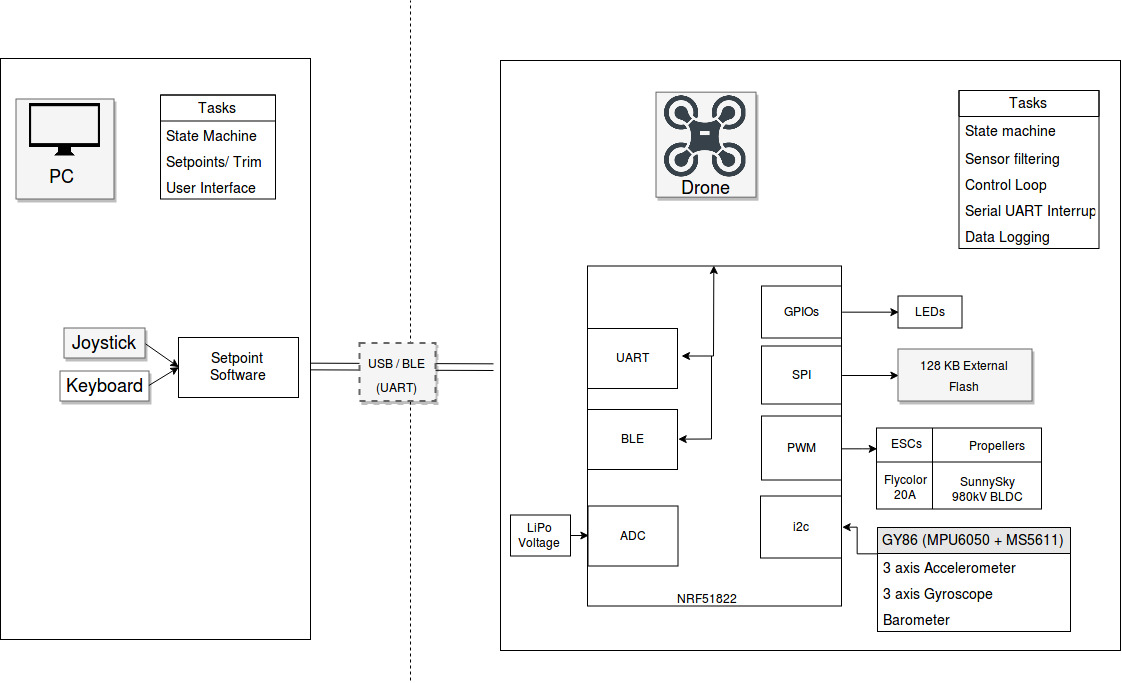 PC
Tasks
State Machine
Setpoints/ Trim
User Interface
Joystick
Keyboard
Setpoint
Software
USB / BLE
(UART)
Drone
Tasks
State machine
Sensor filtering
Control Loop
Serial UART Interrup
Data Logging
UART
BLE
ADC
LiPo
Voltage
GPIOs
SPI
PWM
i2c
NRF51822
LEDs
128 KB External
Flash
ESCs
Propellers
Flycolor
20A
SunnySky
980kV BLDC
GY86 (MPU6050 + MS5611)
3 axis Accelerometer
3 axis Gyroscope
Barometer